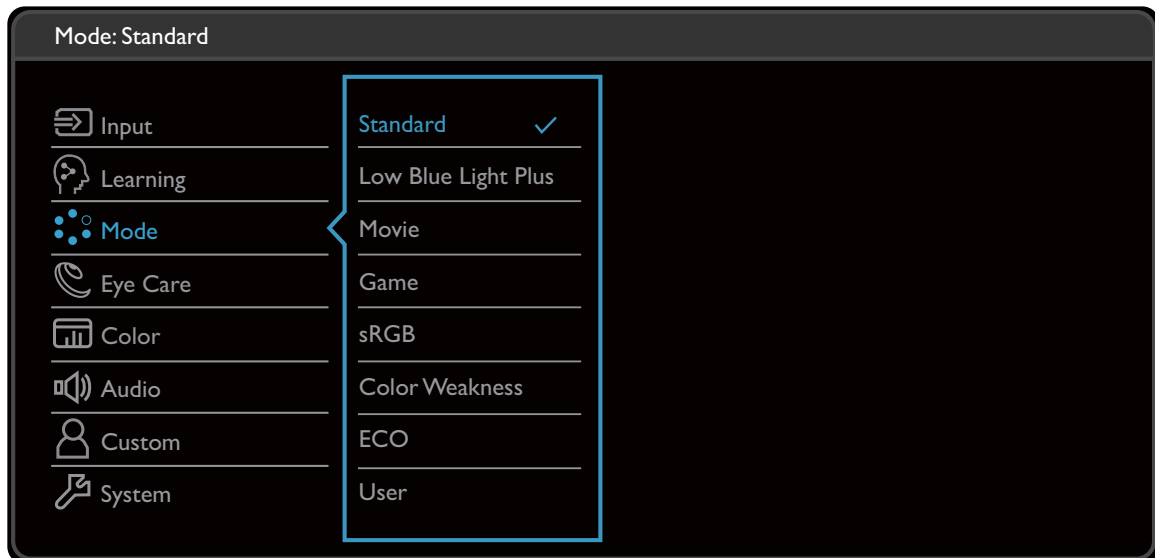 Mode: Standard
Input
Learning
Mode
Eye Care
Color
Audio
Custom
System
Standard
Low Blue Light Plus
Movie
Game
sRGB
Color Weakness
ECO
User